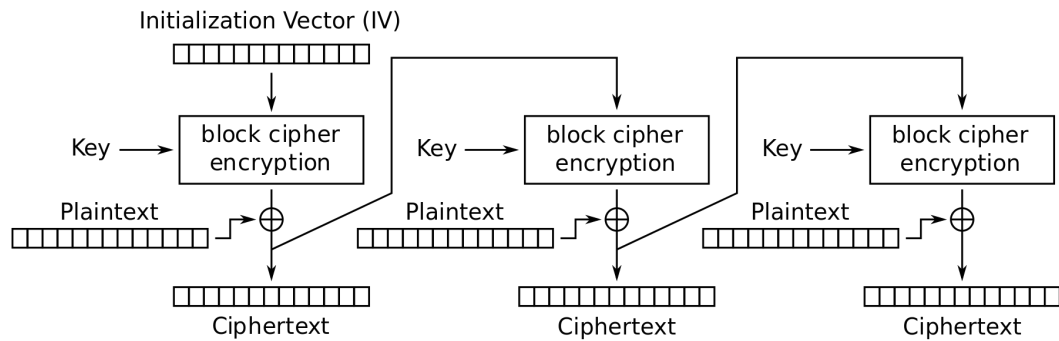 Initialization Vector (IV)
Key
block cipher
encryption
Key
block cipher
encryption
Key
block cipher
encryption
Plaintext
Plaintext
Plaintext
Ciphertext
Ciphertext
Ciphertext